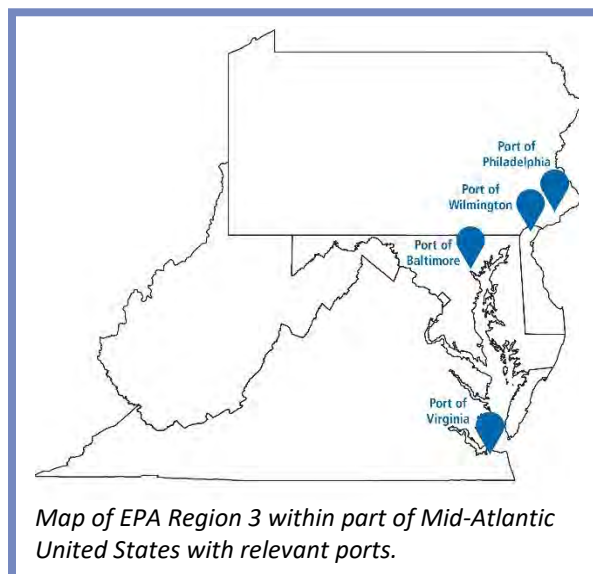 Port of
Philadelphia
Port of
Wilmington
Port of
Baltimore
Port of
Virginia
Map of EPA Region 3 within part of Mid-Atlantic
United States with relevant ports.